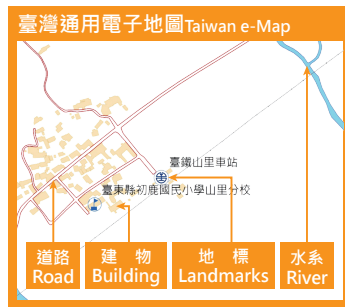 臺灣通用電子地圖Taiwan e-Map
臺鐵山里車站
臺東縣初鹿國民小學山里分校
道路
Road
建 物
Building
地 標
Landmarks
水系
River